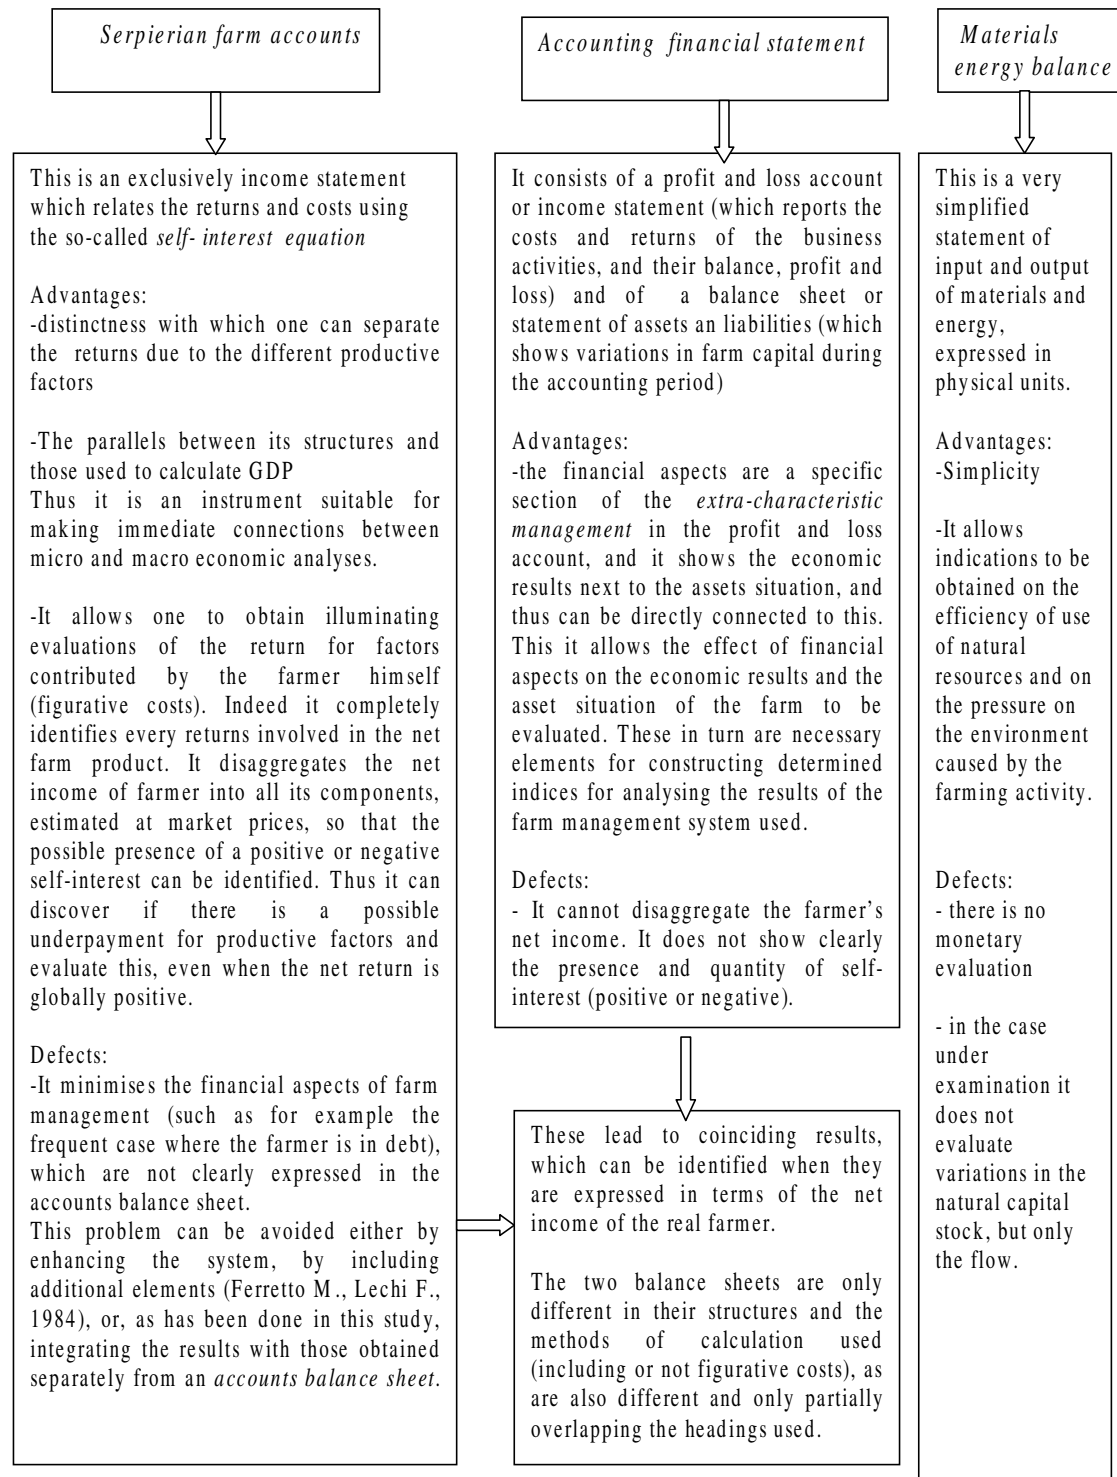 Serpierian farm accounts
This is an exclusively income statement
which relates the returns and costs using
the so-called self- interest equation
Advantages:
-distinctness with which one can separate
the returns due to the different productive
factors
-The parallels between its structures and
those used to calculate GDP
Thus it is an instrument suitable for
making immediate connections between
micro and macro economic analyses.
-It allows one to obtain illuminating
evaluations of the return for factors
contributed by the farmer himself
(figurative costs). Indeed it completely
identifies every returns involved in the net
farm product. It disaggregates the net
income of farmer into all its components,
estimated at market prices, so that the
possible presence of a positive or negative
self-interest can be identified. Thus it can
discover if there is a possible
underpayment for productive factors and
evaluate this, even when the net return is
globally positive.
Defects:
-It minimises the financial aspects of farm
management (such as for example the
frequent case where the farmer is in debt),
which are not clearly expressed in the
accounts balance sheet.
This problem can be avoided either by
enhancing the system, by including
additional elements (Ferretto M., Lechi F.,
1984), or, as has been done in this study,
integrating the results with those obtained
separately from an accounts balance sheet.
Accounting financial statement
It consists of a profit and loss account
or income statement (which reports the
costs and returns of the business
activities, and their balance, profit and
loss) and of a balance sheet or
statement of assets an liabilities (which
shows variations in farm capital during
the accounting period)
Advantages:
-the financial aspects are a specific
section of the extra-characteristic
management in the profit and loss
account, and it shows the economic
results next to the assets situation, and
thus can be directly connected to this.
This it allows the effect of financial
aspects on the economic results and the
asset situation of the farm to be
evaluated. These in turn are necessary
elements for constructing determined
indices for analysing the results of the
farm management system used.
Defects:
- It cannot disaggregate the farmer's
net income. It does not show clearly
the presence and quantity of self-
interest (positive or negative).
These lead to coinciding results,
which can be identified when they
are expressed in terms of the net
income of the real farmer.
The two balance sheets are only
different in their structures and the
methods of calculation used
(including or not figurative costs), as
are also different and only partially
overlapping the headings used.
Materials
energy balance
This is a very
simplified
statement of
input and output
of materials and
energy,
expressed in
physical units.
Advantages:
-Simplicity
-It allows
indications to be
obtained on the
efficiency of use
of natural
resources and on
the pressure on
the environment
caused by the
farming activity.
Defects:
- there is no
monetary
evaluation
- in the case
under
examination it
does not
evaluate
variations in the
natural capital
stock, but only
the flow.